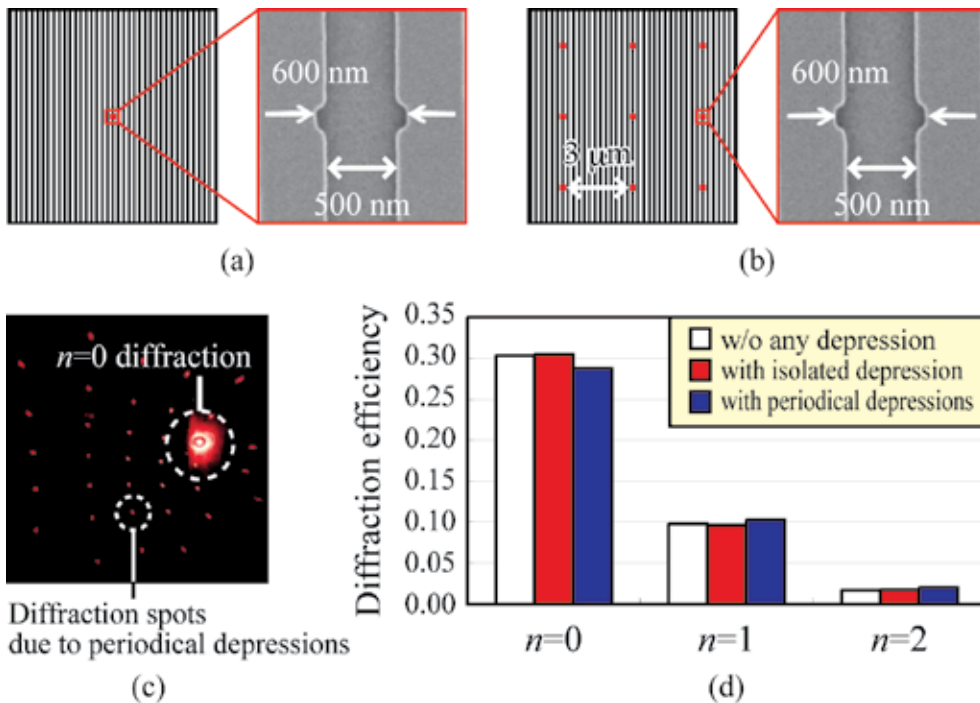 600 nm
500 nm
(a)
3 μm
600 nm
500 nm
(b)
n=0 diffraction
Diffraction spots
due to periodical depressions
(c)
Diffraction efficiency
0.35
0.30
0.25
0.20
0.15
0.10
0.05
0.00
w/o any depression
with isolated depression
with periodical depressions
n=0
n=1
n=2
(d)